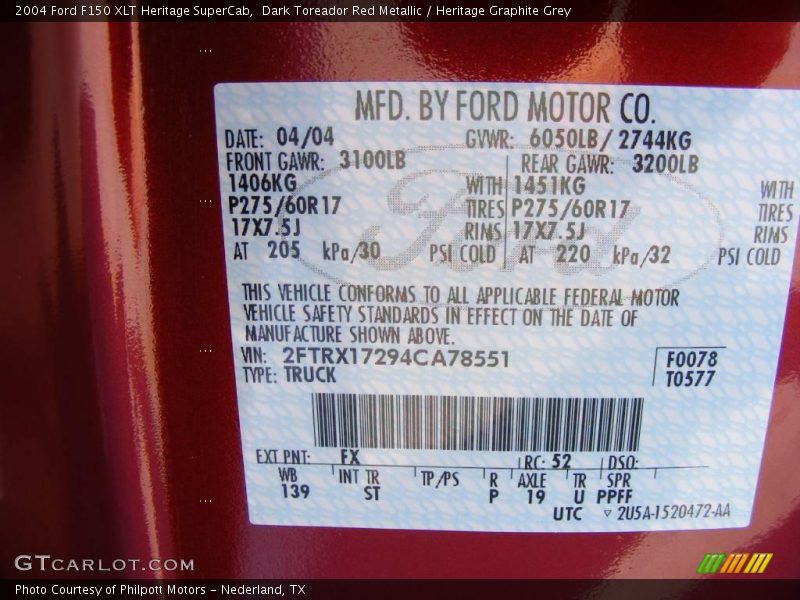 2004 Ford F150 XLT Heritage SuperCab,  Dark Toreador Red Metallic / Heritage Graphite Grey
MFD. BY FORD MOTOR CO.
DATE: 04/04 GVWR: 6050LB / 2744KG
FRONT GAWR: 3100LB REAR GAWR: 3200LB
1406KG WITH 1451KG WITH
P275/60R17 TIRES P275/60R17 TIRES
17X7.5J RIMS 17X7.5J RIMS
AT 205 kPa/30 PSI COLD AT 220 kPa/32 PSI COLD
Ford
THIS VEHICLE CONFORMS TO ALL APPLICABLE FEDERAL MOTOR
VEHICLE SAFETY STANDARDS IN EFFECT ON THE DATE OF
MANUFACTURE SHOWN ABOVE.
VIN: 2FTRX17294CA78551 F0078
TYPE: TRUCK T0577
EXT PNT: FX RC: 52 DSO:
WB INT TR TP/PS R AXLE TR SPR
139 ST P 19 U PPFF
UTC ▿ 2U5A-1520472-AA
GTCARLOT.COM
Photo Courtesy of Philpott Motors - Nederland, TX